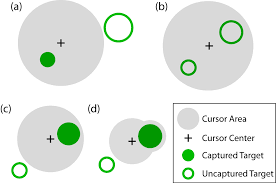 (a)
(b)
(c)
(d)
Cursor Area
Cursor Center
Captured Target
Uncaptured Target